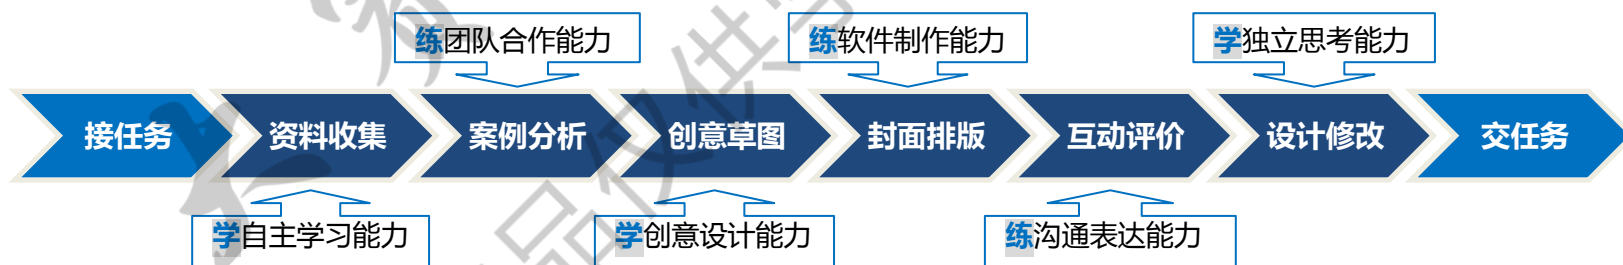 练团队合作能力
练软件制作能力
学独立思考能力
接任务
资料收集
案例分析
创意草图
封面排版
互动评价
设计修改
交任务
学自主学习能力
学创意设计能力
练沟通表达能力
品仅供